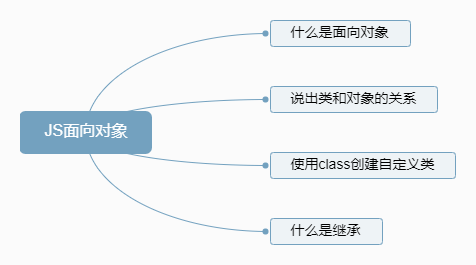 什么是面向对象
说出类和对象的关系
JS面向对象
使用class创建自定义类
什么是继承